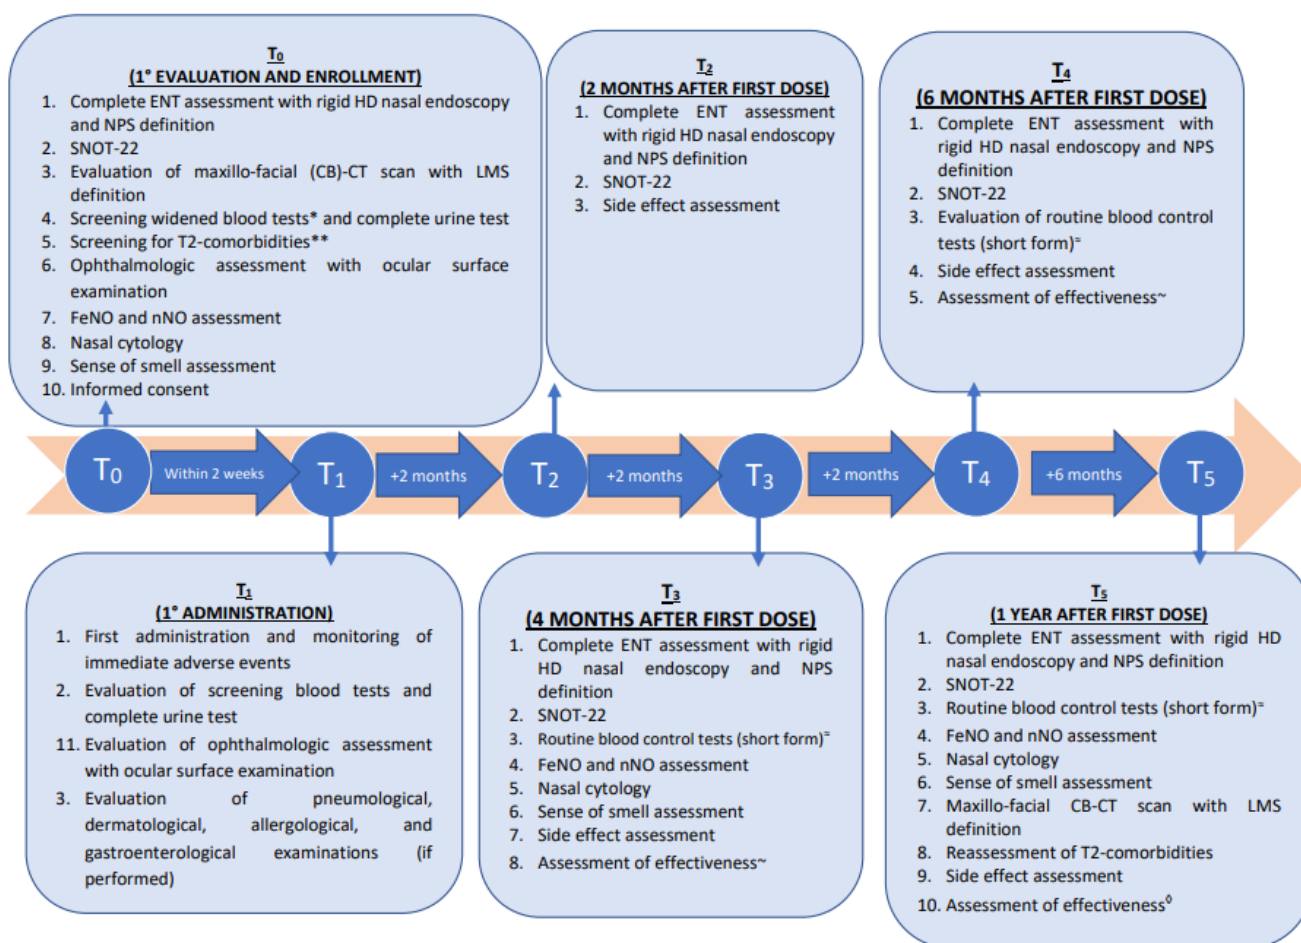 T₀
(1° EVALUATION AND ENROLLMENT)
1. Complete ENT assessment with rigid HD nasal endoscopy
and NPS definition
2. SNOT-22
3. Evaluation of maxillo-facial (CB)-CT scan with LMS
definition
4. Screening widened blood tests* and complete urine test
5. Screening for T2-comorbidities**
6. Ophthalmologic assessment with ocular surface
examination
7. FeNO and nNO assessment
8. Nasal cytology
9. Sense of smell assessment
10. Informed consent
T₂
(2 MONTHS AFTER FIRST DOSE)
1. Complete ENT assessment
with rigid HD nasal endoscopy
and NPS definition
2. SNOT-22
3. Side effect assessment
T₄
(6 MONTHS AFTER FIRST DOSE)
1. Complete ENT assessment with
rigid HD nasal endoscopy and NPS
definition
2. SNOT-22
3. Evaluation of routine blood control
tests (short form)⁼
4. Side effect assessment
5. Assessment of effectiveness~
T₀
Within 2 weeks
T₁
+2 months
T₂
+2 months
T₃
+2 months
T₄
+6 months
T₅
T₁
(1° ADMINISTRATION)
1. First administration and monitoring of
immediate adverse events
2. Evaluation of screening blood tests and
complete urine test
11. Evaluation of ophthalmologic assessment
with ocular surface examination
3. Evaluation of pneumological,
dermatological, allergological, and
gastroenterological examinations (if
performed)
T₃
(4 MONTHS AFTER FIRST DOSE)
1. Complete ENT assessment with rigid
HD nasal endoscopy and NPS
definition
2. SNOT-22
3. Routine blood control tests (short form)⁼
4. FeNO and nNO assessment
5. Nasal cytology
6. Sense of smell assessment
7. Side effect assessment
8. Assessment of effectiveness~
T₅
(1 YEAR AFTER FIRST DOSE)
1. Complete ENT assessment with rigid HD
nasal endoscopy and NPS definition
2. SNOT-22
3. Routine blood control tests (short form)⁼
4. FeNO and nNO assessment
5. Nasal cytology
6. Sense of smell assessment
7. Maxillo-facial CB-CT scan with LMS
definition
8. Reassessment of T2-comorbidities
9. Side effect assessment
10. Assessment of effectiveness◊